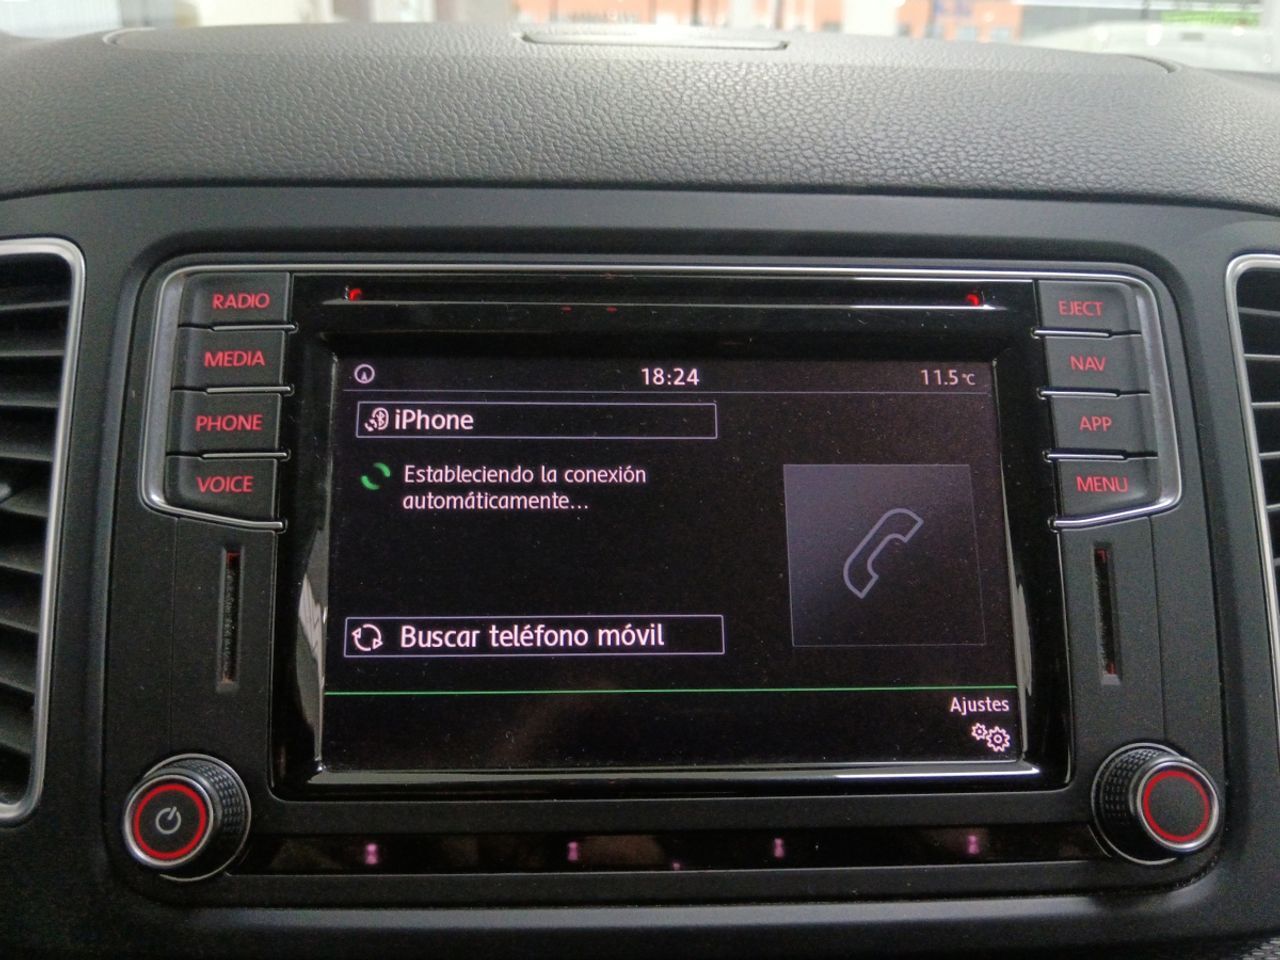 RADIO
EJECT
MEDIA
NAV
PHONE
APP
VOICE
MENU
18:24
11.5°C
iPhone
Estableciendo la conexión
automáticamente...
Buscar teléfono móvil
Ajustes